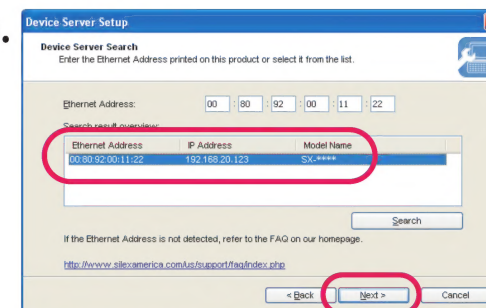 Device Server Setup
Device Server Search
Enter the Ethernet Address printed on this product or select it from the list.
Ethernet Address: 00 : 80 : 92 : 00 : 11 : 22
Search result overview:
Ethernet Address IP Address Model Name
00:80:92:00:11:22 192.168.20.123 SX-****
Search
If the Ethernet Address is not detected, refer to the FAQ on our homepage.
http://www.silexamerica.com/us/support/faq/index.php
< Back Next > Cancel